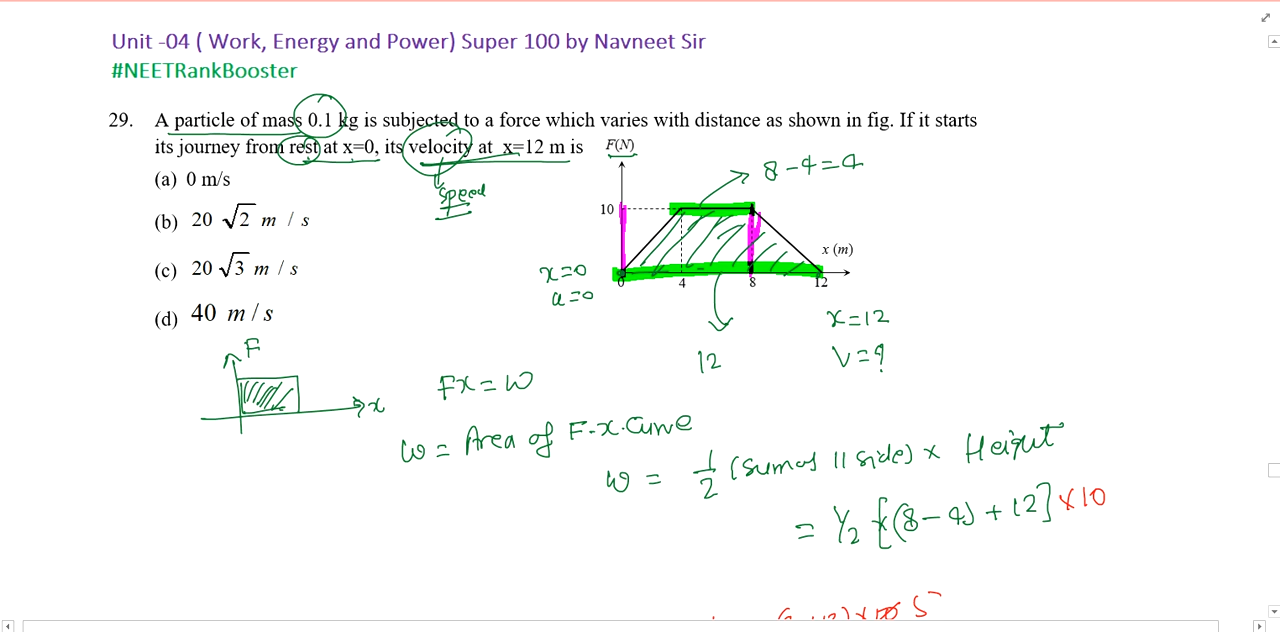 Unit -04 ( Work, Energy and Power) Super 100 by Navneet Sir
#NEETRankBooster
29. A particle of mass 0.1 kg is subjected to a force which varies with distance as shown in fig. If it starts
its journey from rest at x=0, its velocity at x=12 m is
(a) 0 m/s
(b) 20 √2 m / s
(c) 20 √3 m / s
(d) 40 m / s
speed
F(N)
8-4=4
10
x (m)
0 4 8 12
x=0
u=0
12
x=12
V=?
F
x
Fx = W
W = Area of F-x.Curve
W = 1/2 (sum of || side) x Height
= 1/2 [(8-4) + 12] x 10
5